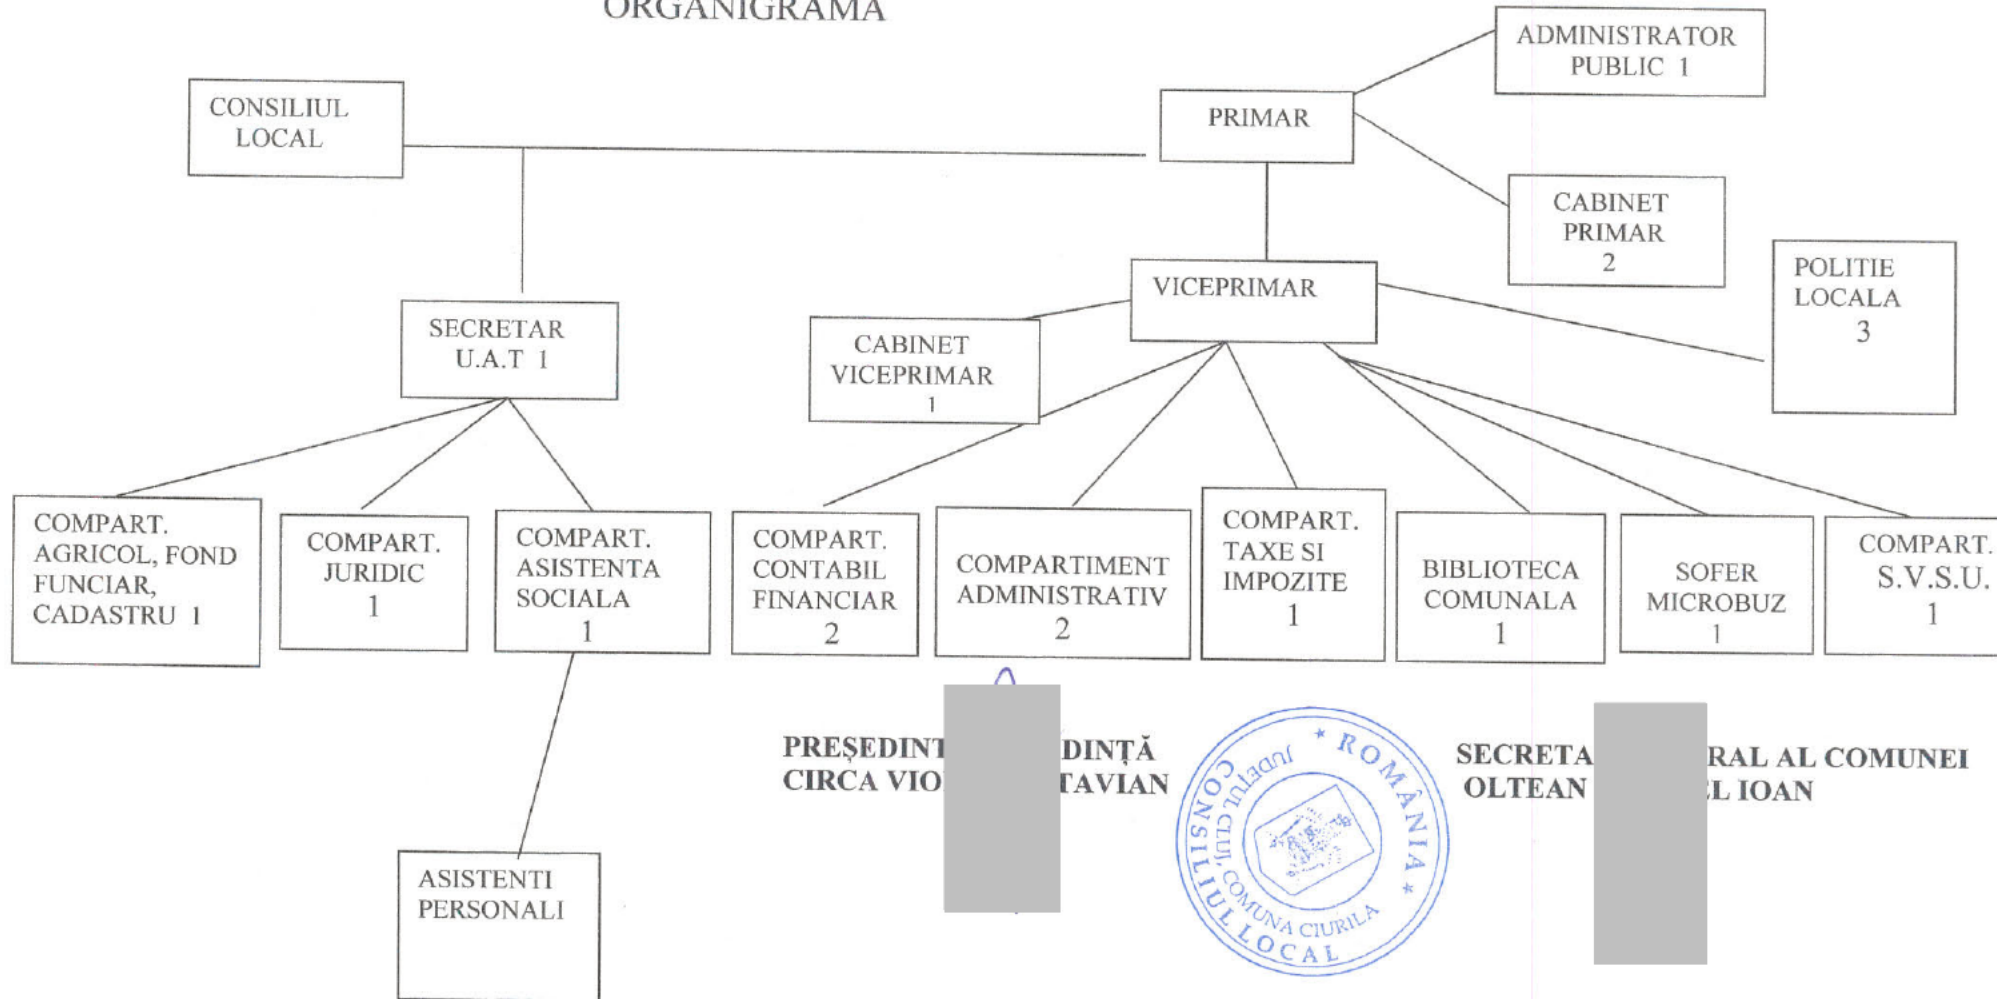 ORGANIGRAMA
ADMINISTRATOR
PUBLIC 1
CONSILIUL
LOCAL
PRIMAR
CABINET
PRIMAR
2
POLITIE
LOCALA
3
VICEPRIMAR
SECRETAR
U.A.T 1
CABINET
VICEPRIMAR
1
COMPART.
AGRICOL, FOND
FUNCIAR,
CADASTRU 1
COMPART.
JURIDIC
1
COMPART.
ASISTENTA
SOCIALA
1
COMPART.
CONTABIL
FINANCIAR
2
COMPARTIMENT
ADMINISTRATIV
2
COMPART.
TAXE SI
IMPOZITE
1
BIBLIOTECA
COMUNALA
1
SOFER
MICROBUZ
1
COMPART.
S.V.S.U.
1
PREȘEDINT DINȚĂ
CIRCA VIO TAVIAN
* ROMÂNIA *
JUDEȚUL CLUJ, COMUNA CIURILA
CONSILIUL LOCAL
SECRETA RAL AL COMUNEI
OLTEAN EL IOAN
ASISTENTI
PERSONALI